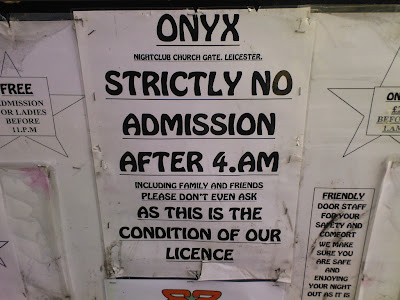 ONYX
NIGHTCLUB CHURCH GATE. LEICESTER.
STRICTLY NO
ADMISSION
AFTER 4.AM
INCLUDING FAMILY AND FRIENDS
PLEASE DON'T EVEN ASK
AS THIS IS THE
CONDITION OF OUR
LICENCE
FREE
ADMISSION
FOR LADIES
BEFORE
11.P.M
FRIENDLY
DOOR STAFF
FOR YOUR
SAFETY AND
COMFORT
WE MAKE
SURE YOU
ARE SAFE
AND
ENJOYING
YOUR NIGHT
OUT AS IT IS